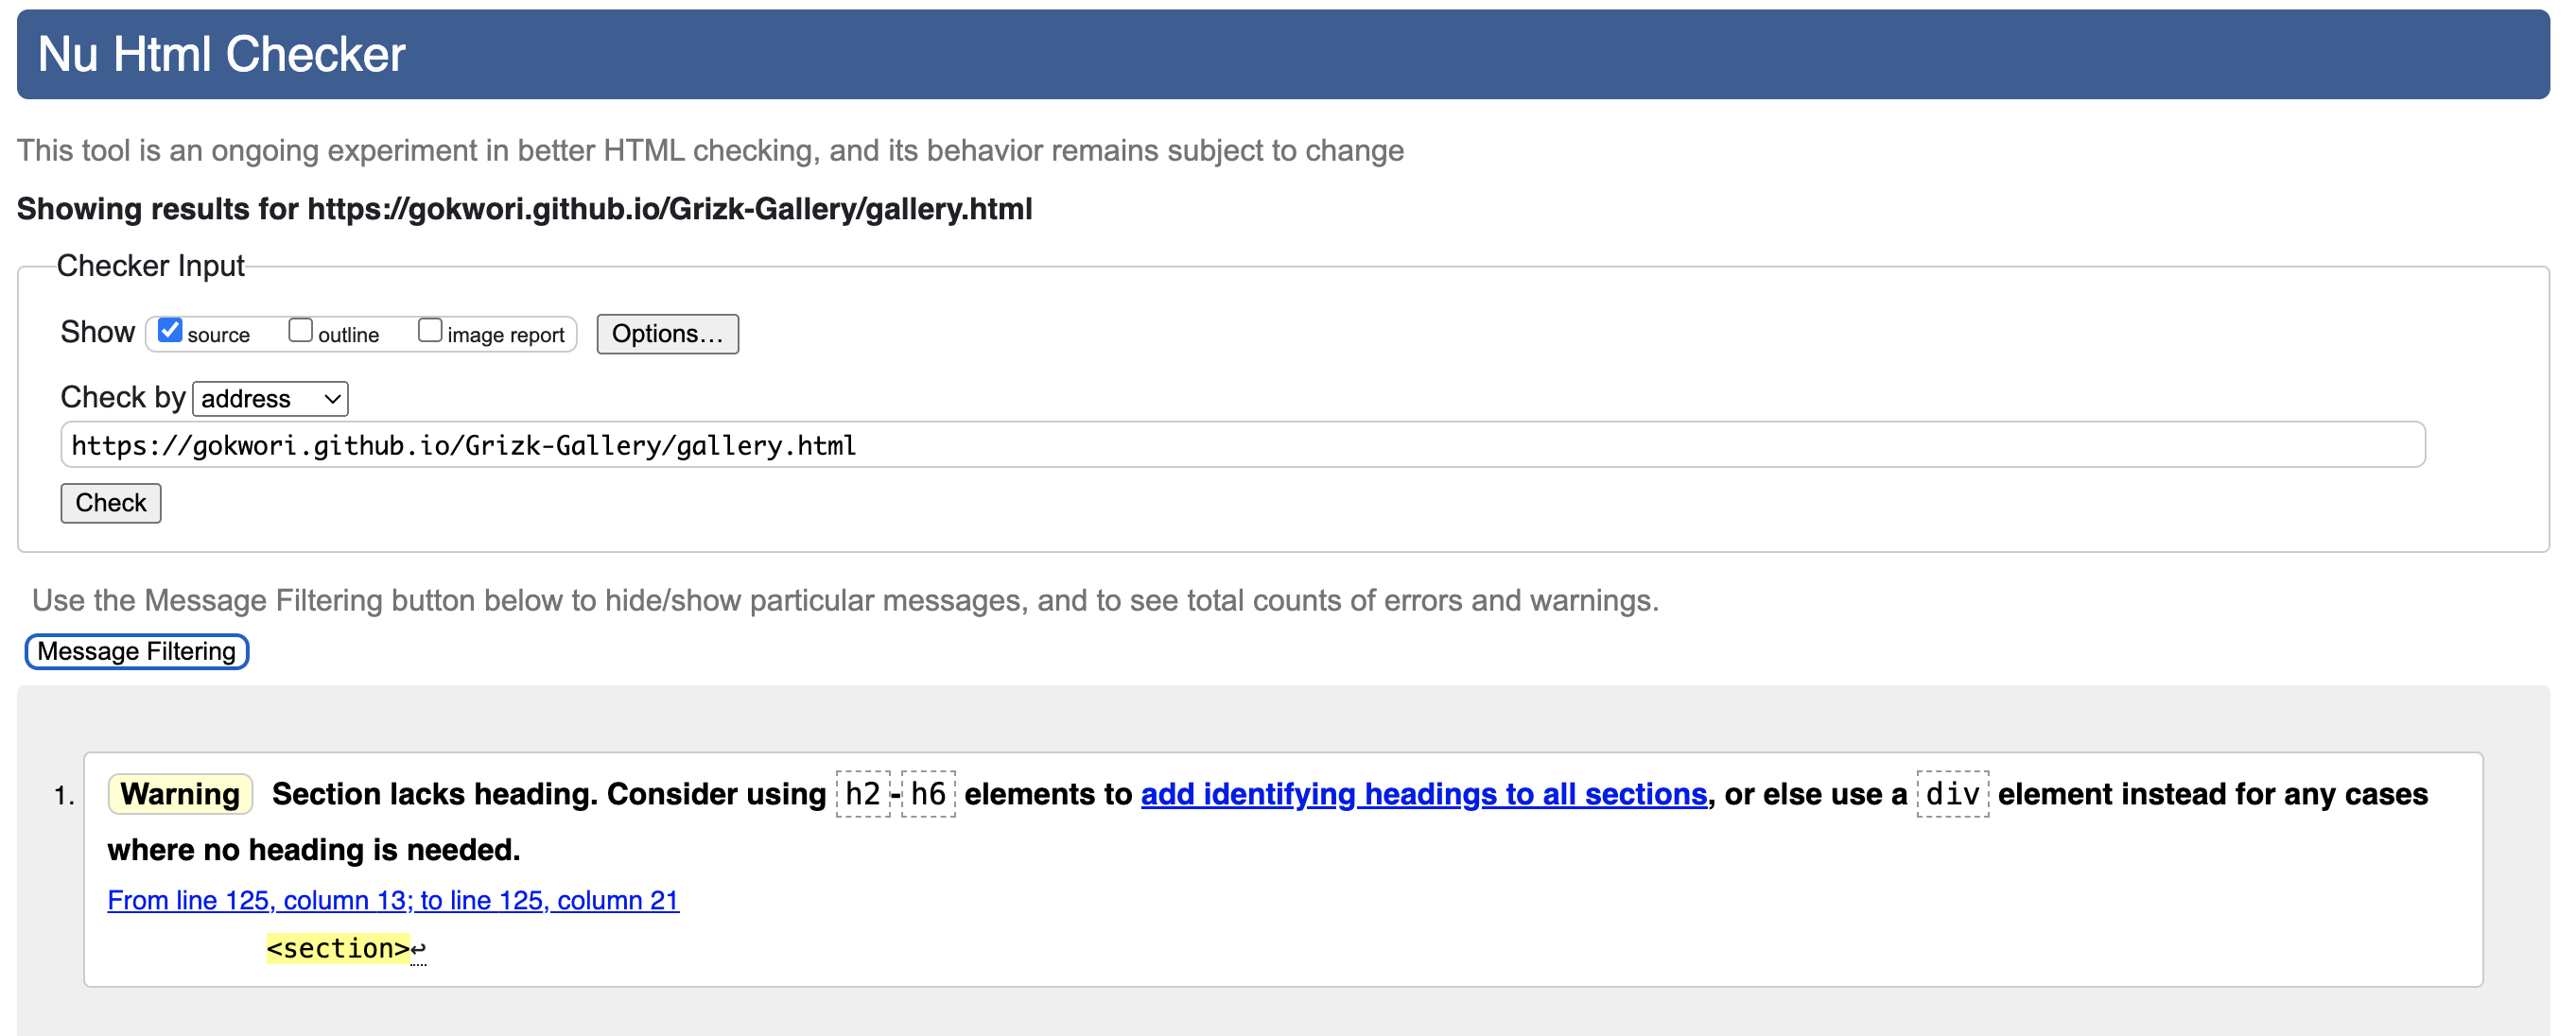 Nu Html Checker
This tool is an ongoing experiment in better HTML checking, and its behavior remains subject to change
Showing results for https://gokwori.github.io/Grizk-Gallery/gallery.html
Checker Input
Show source outline image report Options...
Check by address
https://gokwori.github.io/Grizk-Gallery/gallery.html
Check
Use the Message Filtering button below to hide/show particular messages, and to see total counts of errors and warnings.
Message Filtering
1. Warning Section lacks heading. Consider using h2-h6 elements to add identifying headings to all sections, or else use a div element instead for any cases
where no heading is needed.
From line 125, column 13; to line 125, column 21
<section>↩